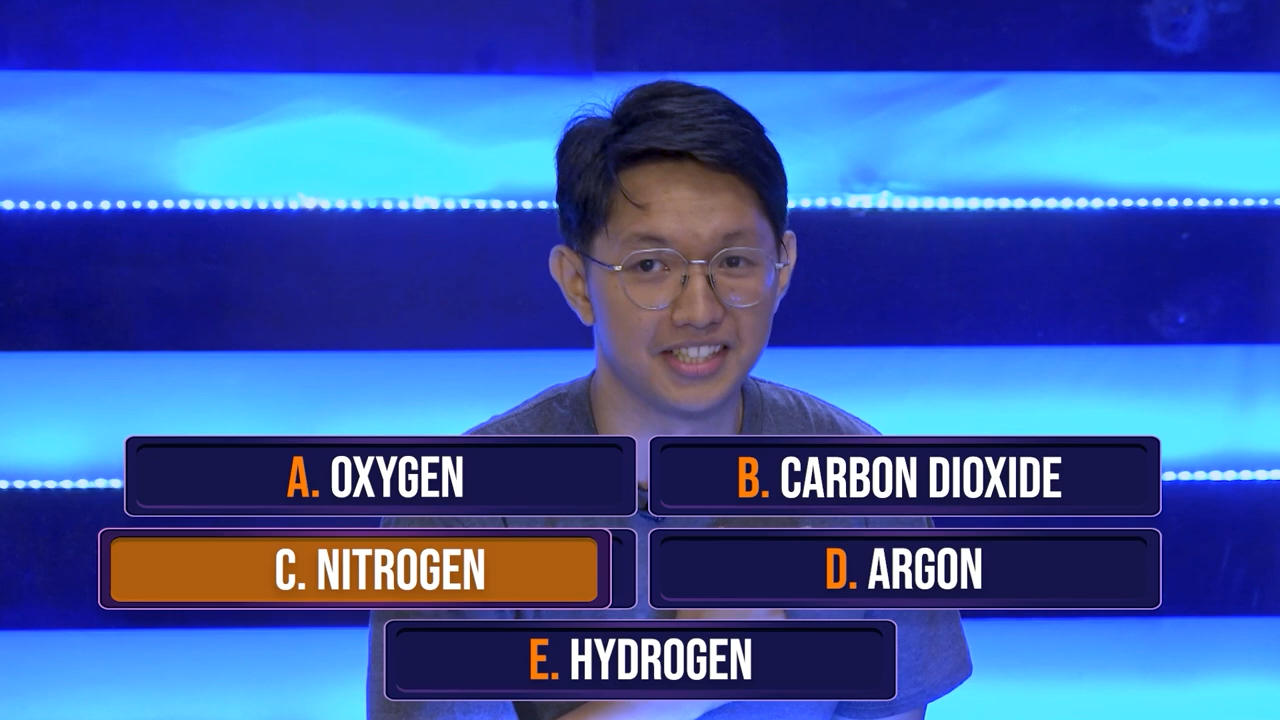 A. OXYGEN
B. CARBON DIOXIDE
C. NITROGEN
D. ARGON
E. HYDROGEN